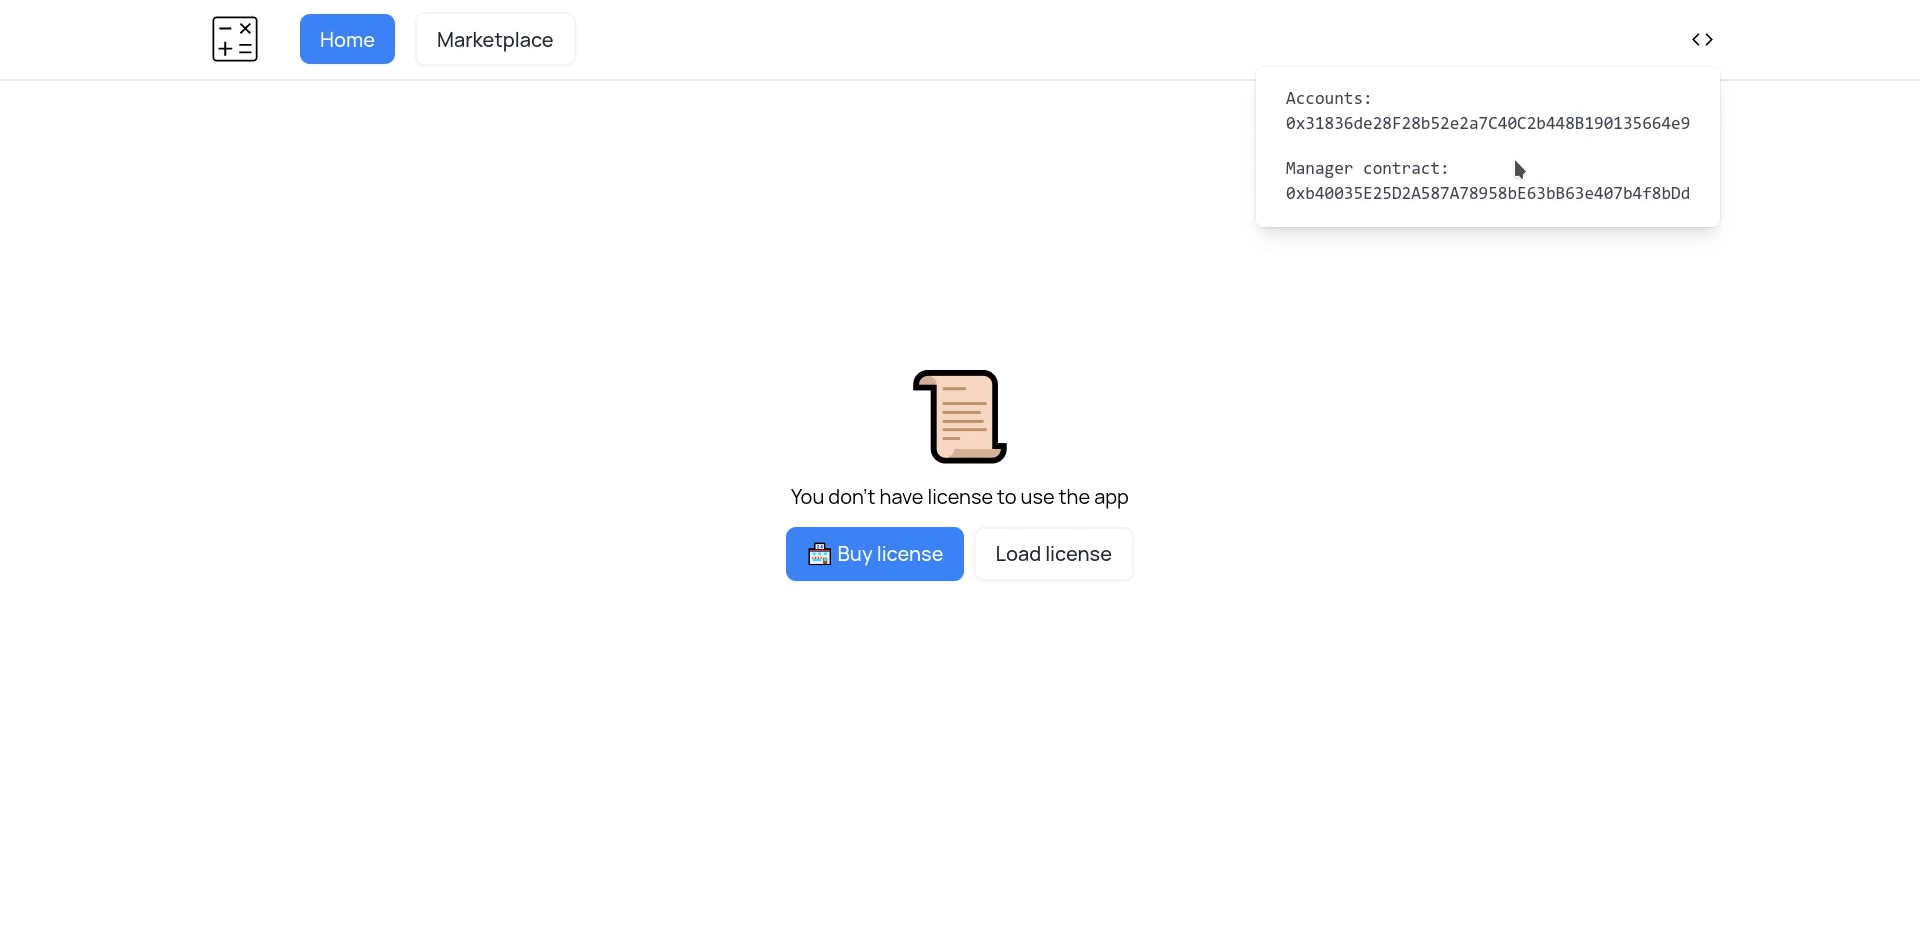 Home
Marketplace
Accounts:
0x31836de28F28b52e2a7C40C2b448B190135664e9
Manager contract:
0xb40035E25D2A587A78958bE63bB63e407b4f8bDd
You don't have license to use the app
Buy license
Load license